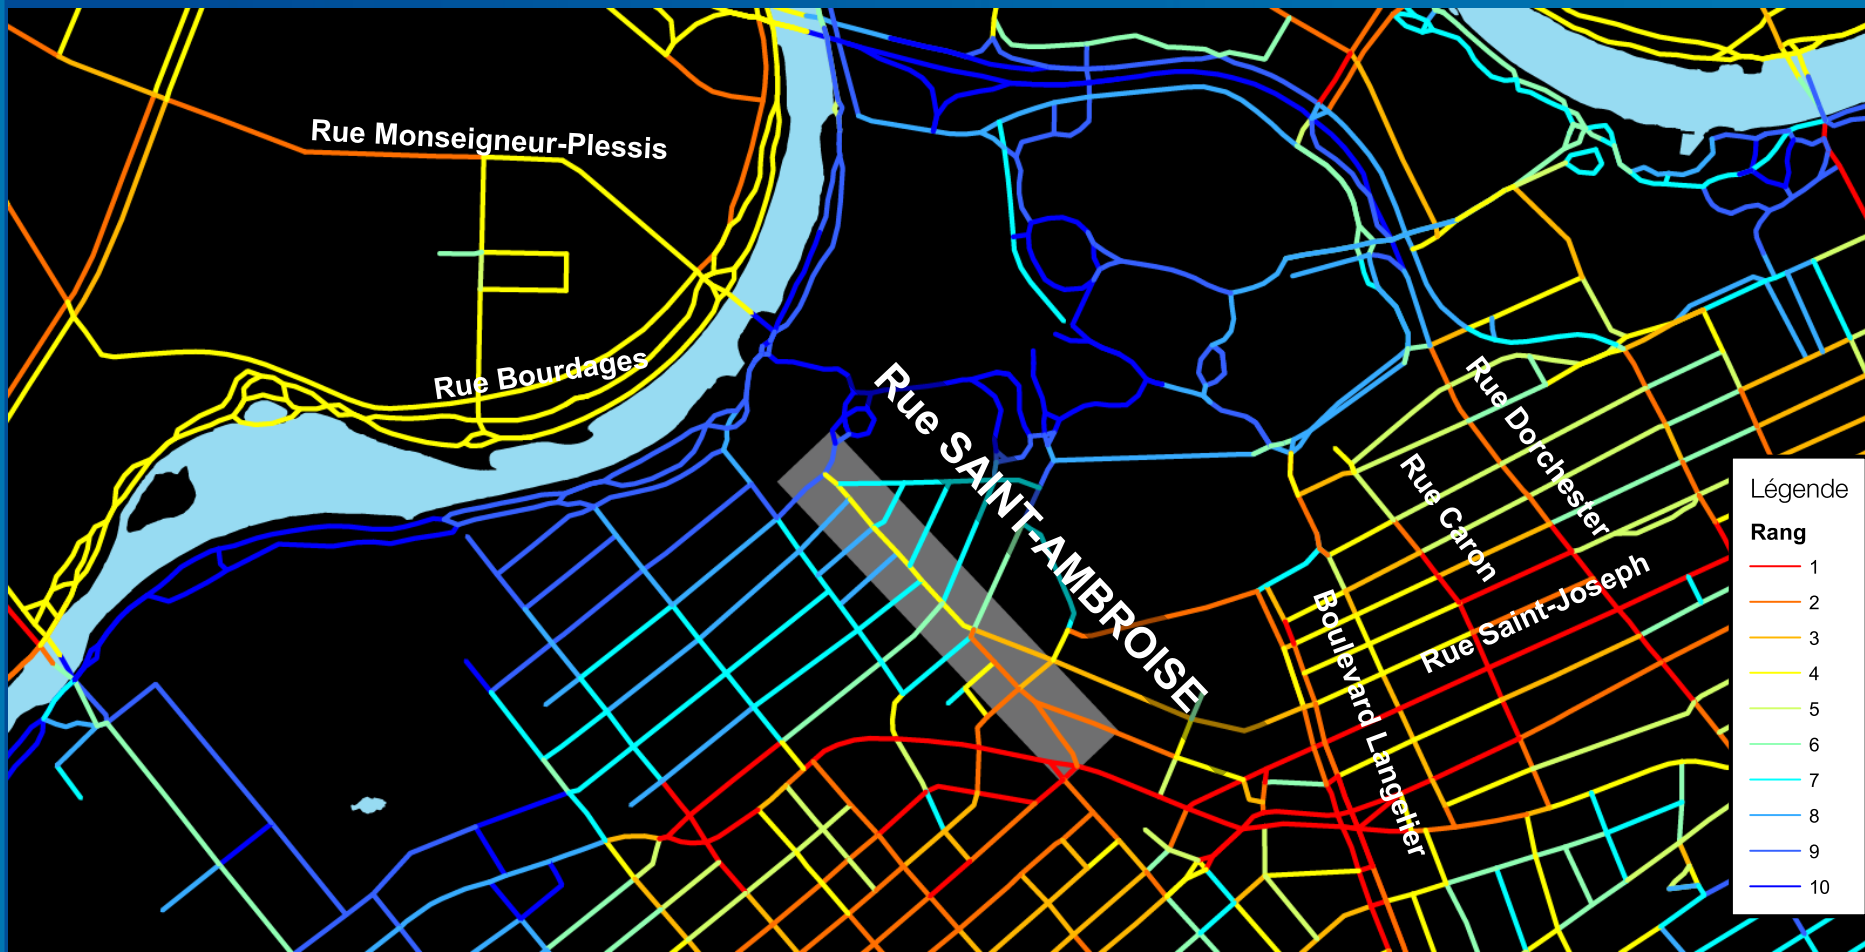 Rue Monseigneur-Plessis
Rue Bourdages
Rue SAINT-AMBROISE
Rue Dorchester
Rue Caron
Rue Saint-Joseph
Boulevard Langelier
Légende
Rang
1
2
3
4
5
6
7
8
9
10